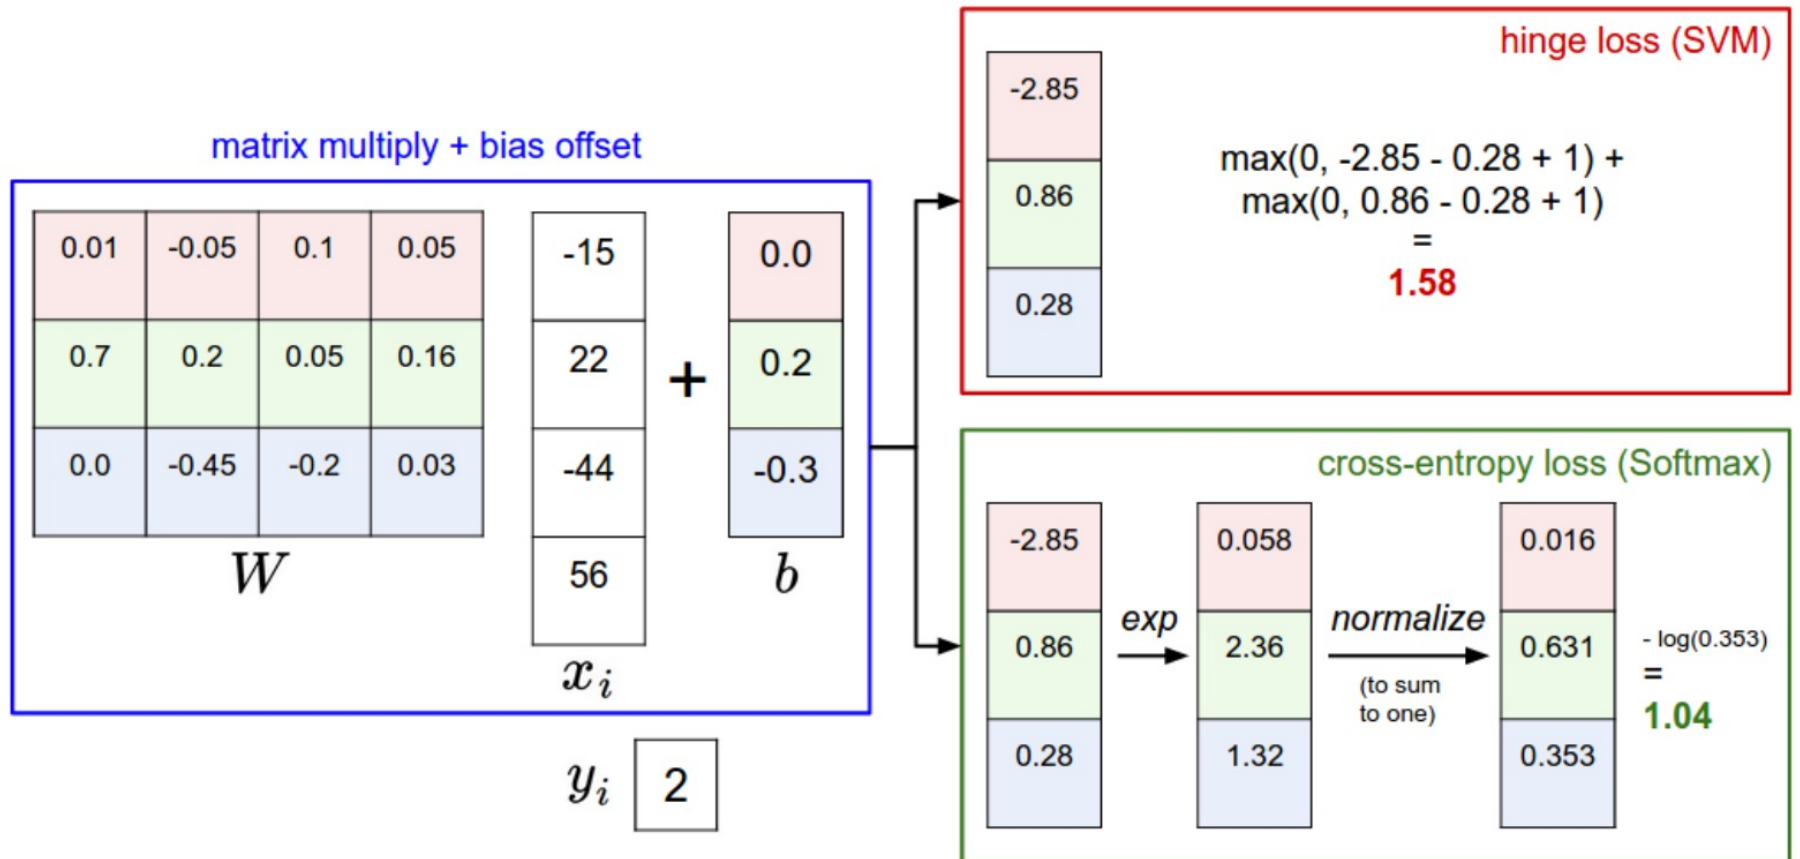 matrix multiply + bias offset
0.01 -0.05 0.1 0.05
0.7 0.2 0.05 0.16
0.0 -0.45 -0.2 0.03
W
-15
22
-44
56
x_i
+
0.0
0.2
-0.3
b
y_i 2
hinge loss (SVM)
-2.85
0.86
0.28
max(0, -2.85 - 0.28 + 1) +
max(0, 0.86 - 0.28 + 1)
=
1.58
cross-entropy loss (Softmax)
-2.85
0.86
0.28
exp
0.058
2.36
1.32
normalize
(to sum
to one)
0.016
0.631
0.353
- log(0.353)
=
1.04